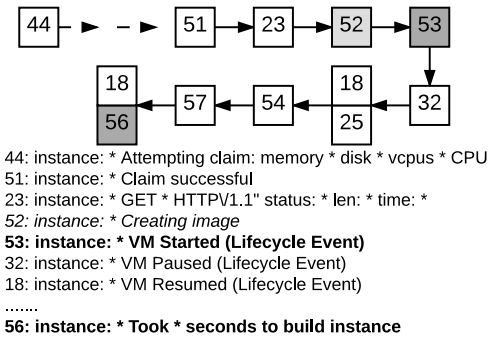 44 51 23 52 53
18 57 54 18 32
56 25
44: instance: * Attempting claim: memory * disk * vcpus * CPU
51: instance: * Claim successful
23: instance: * GET * HTTP\/1.1" status: * len: * time: *
52: instance: * Creating image
53: instance: * VM Started (Lifecycle Event)
32: instance: * VM Paused (Lifecycle Event)
18: instance: * VM Resumed (Lifecycle Event)
.......
56: instance: * Took * seconds to build instance